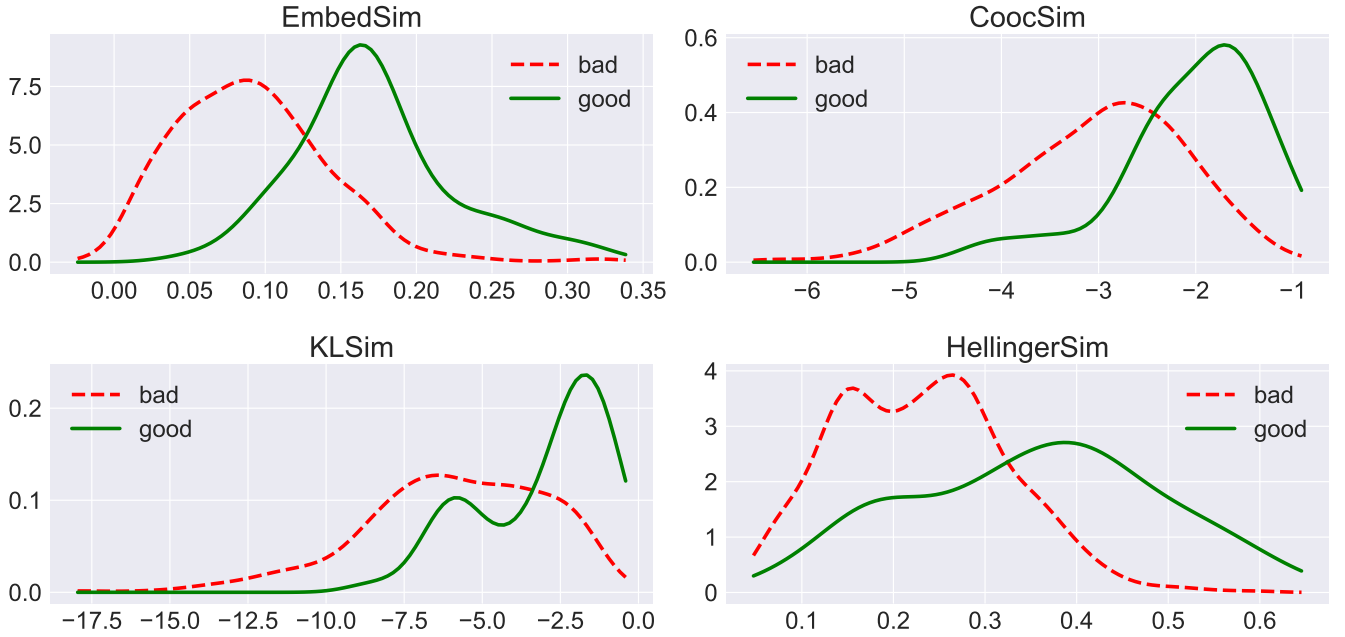 EmbedSim
bad
good
7.5
5.0
2.5
0.0
0.00 0.05 0.10 0.15 0.20 0.25 0.30 0.35
CoocSim
bad
good
0.6
0.4
0.2
0.0
−6 −5 −4 −3 −2 −1
KLSim
bad
good
0.2
0.1
0.0
−17.5 −15.0 −12.5 −10.0 −7.5 −5.0 −2.5 0.0
HellingerSim
bad
good
4
3
2
1
0
0.1 0.2 0.3 0.4 0.5 0.6